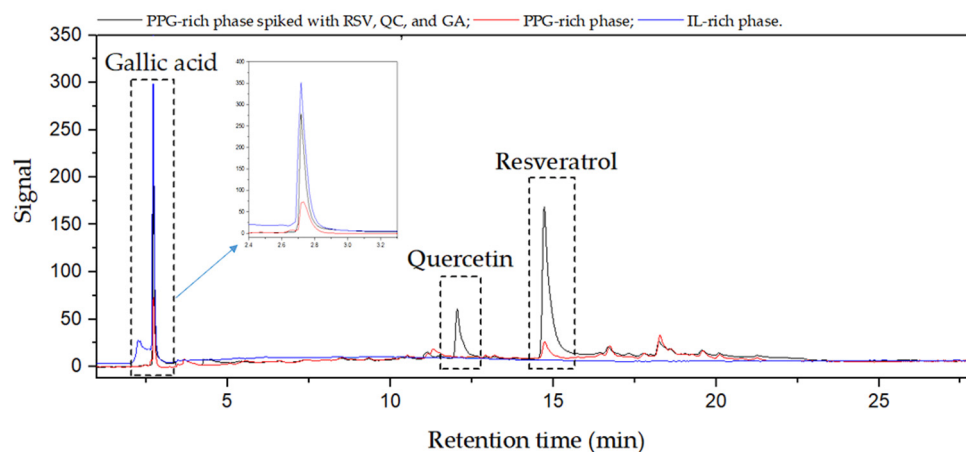 PPG-rich phase spiked with RSV, QC, and GA; PPG-rich phase; IL-rich phase.
350
300
250
200
150
100
50
0
Signal
Gallic acid
400
350
300
250
200
150
100
50
0
2.4 2.6 2.8 3.0 3.2
Quercetin
Resveratrol
5 10 15 20 25
Retention time (min)